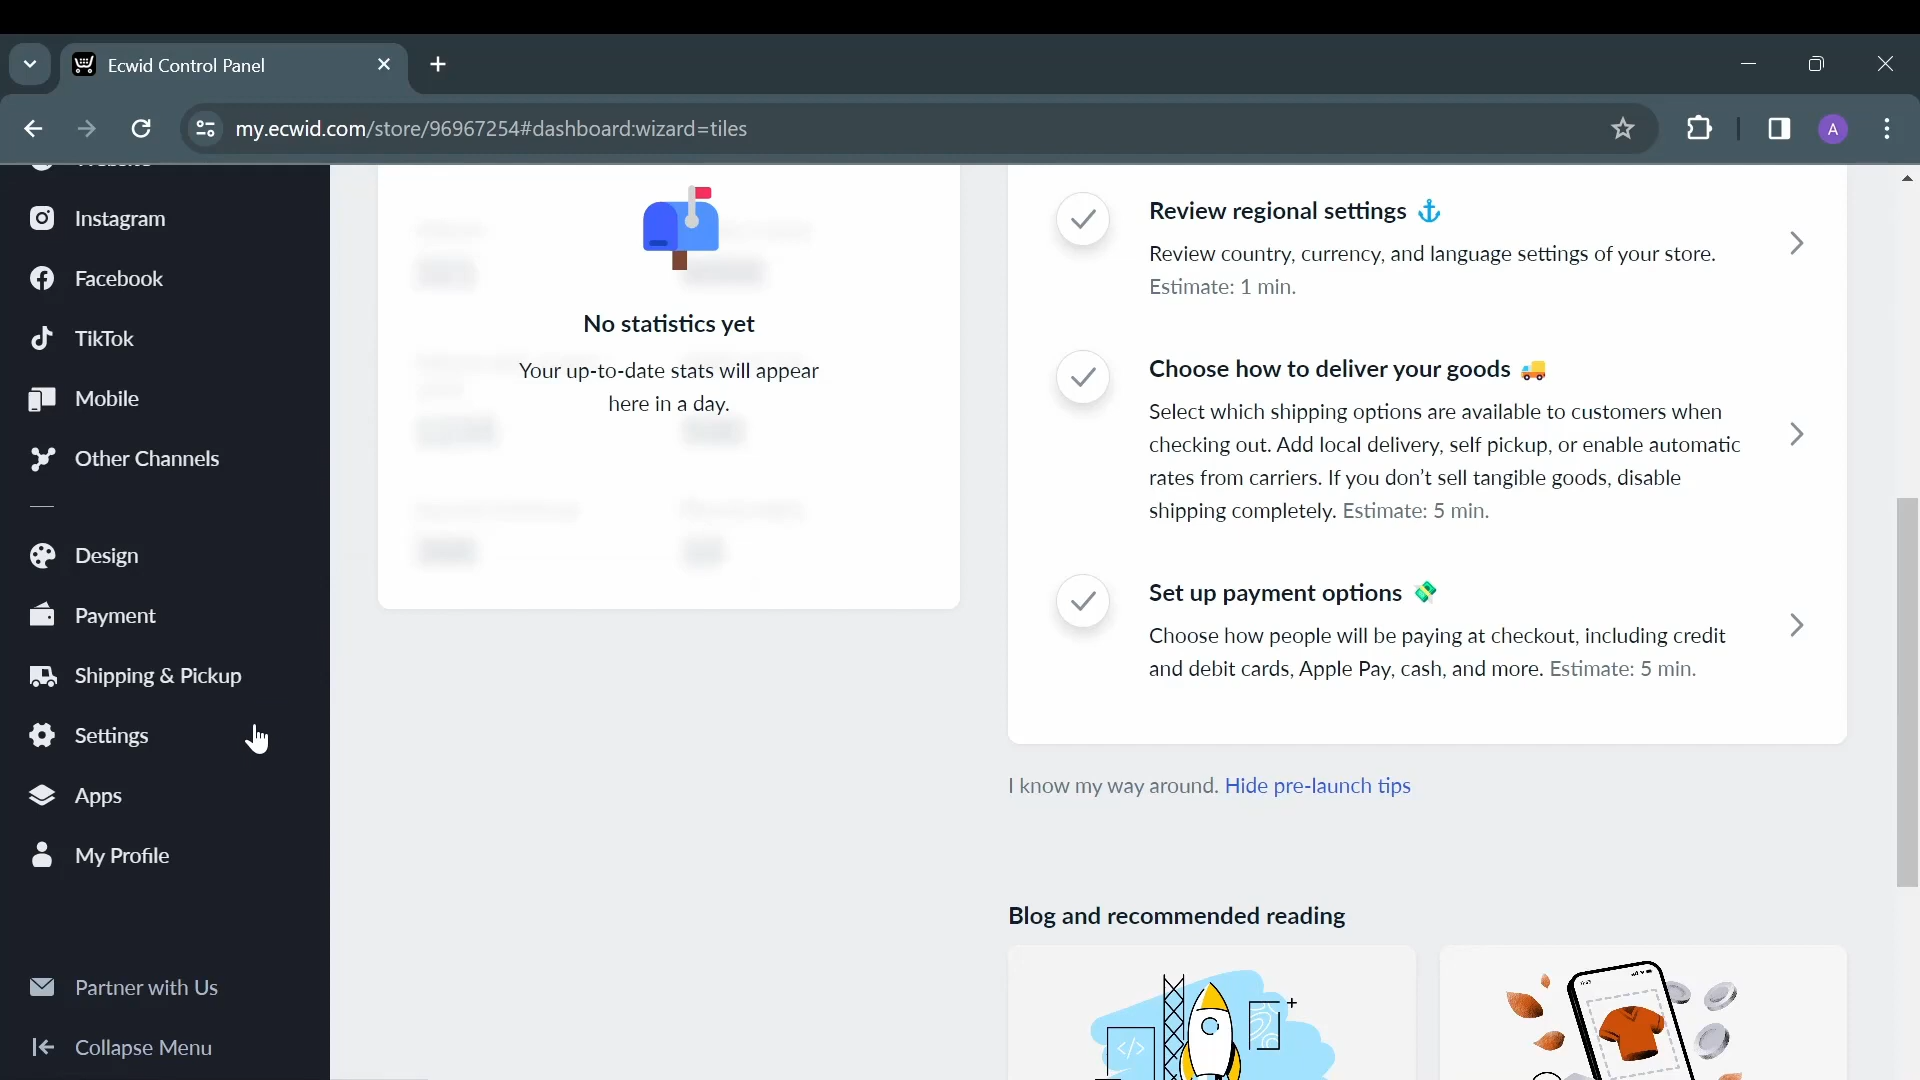 Ecwid Control Panel
my.ecwid.com/store/96967254#dashboard:wizard=tiles
A
Instagram
Facebook
TikTok
Mobile
Other Channels
Design
Payment
Shipping & Pickup
Settings
Apps
My Profile
Partner with Us
Collapse Menu
No statistics yet
Your up-to-date stats will appear
here in a day.
Review regional settings
Review country, currency, and language settings of your store.
Estimate: 1 min.
Choose how to deliver your goods
Select which shipping options are available to customers when
checking out. Add local delivery, self pickup, or enable automatic
rates from carriers. If you don't sell tangible goods, disable
shipping completely. Estimate: 5 min.
Set up payment options
Choose how people will be paying at checkout, including credit
and debit cards, Apple Pay, cash, and more. Estimate: 5 min.
I know my way around. Hide pre-launch tips
Blog and recommended reading